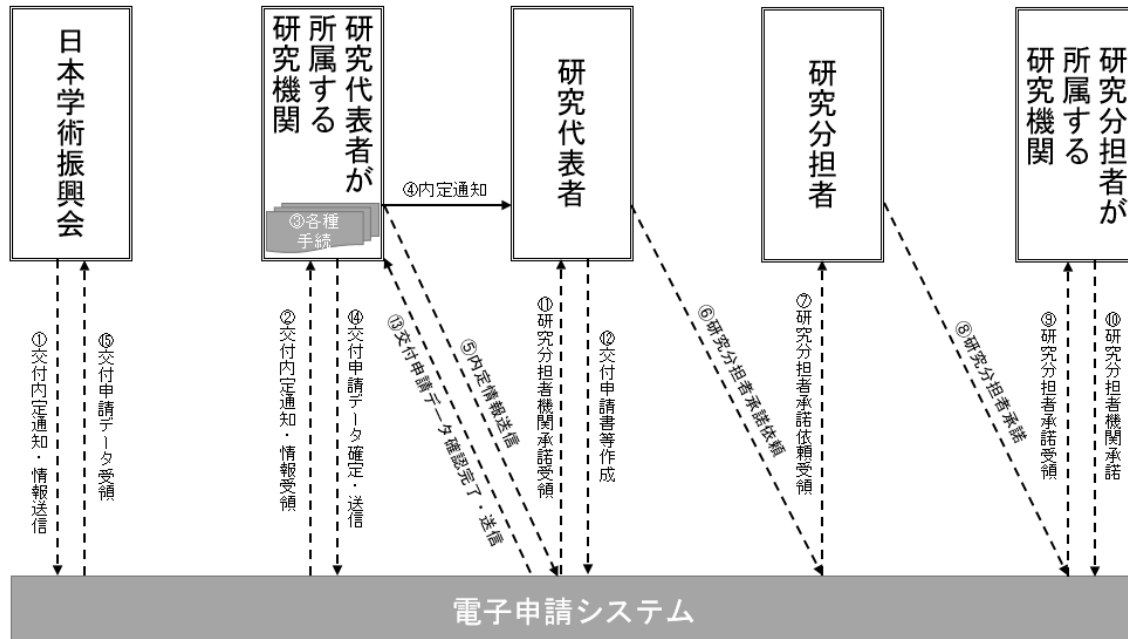 日本学術振興会
研究代表者が
所属する
研究機関
③各種
手続
④内定通知
研究代表者
研究分担者
研究分担者が
所属する
研究機関
①交付内定通知・情報送信
⑮交付申請データ受領
②交付内定通知・情報受領
⑭交付申請データ確定・送信
⑬交付申請データ確認完了・送信
⑤内定情報送信
⑪研究分担者機関承諾受領
⑫交付申請書等作成
⑥研究分担者承諾依頼
⑦研究分担者承諾依頼受領
⑧研究分担者承諾
⑨研究分担者承諾受領
⑩研究分担者機関承諾
電子申請システム